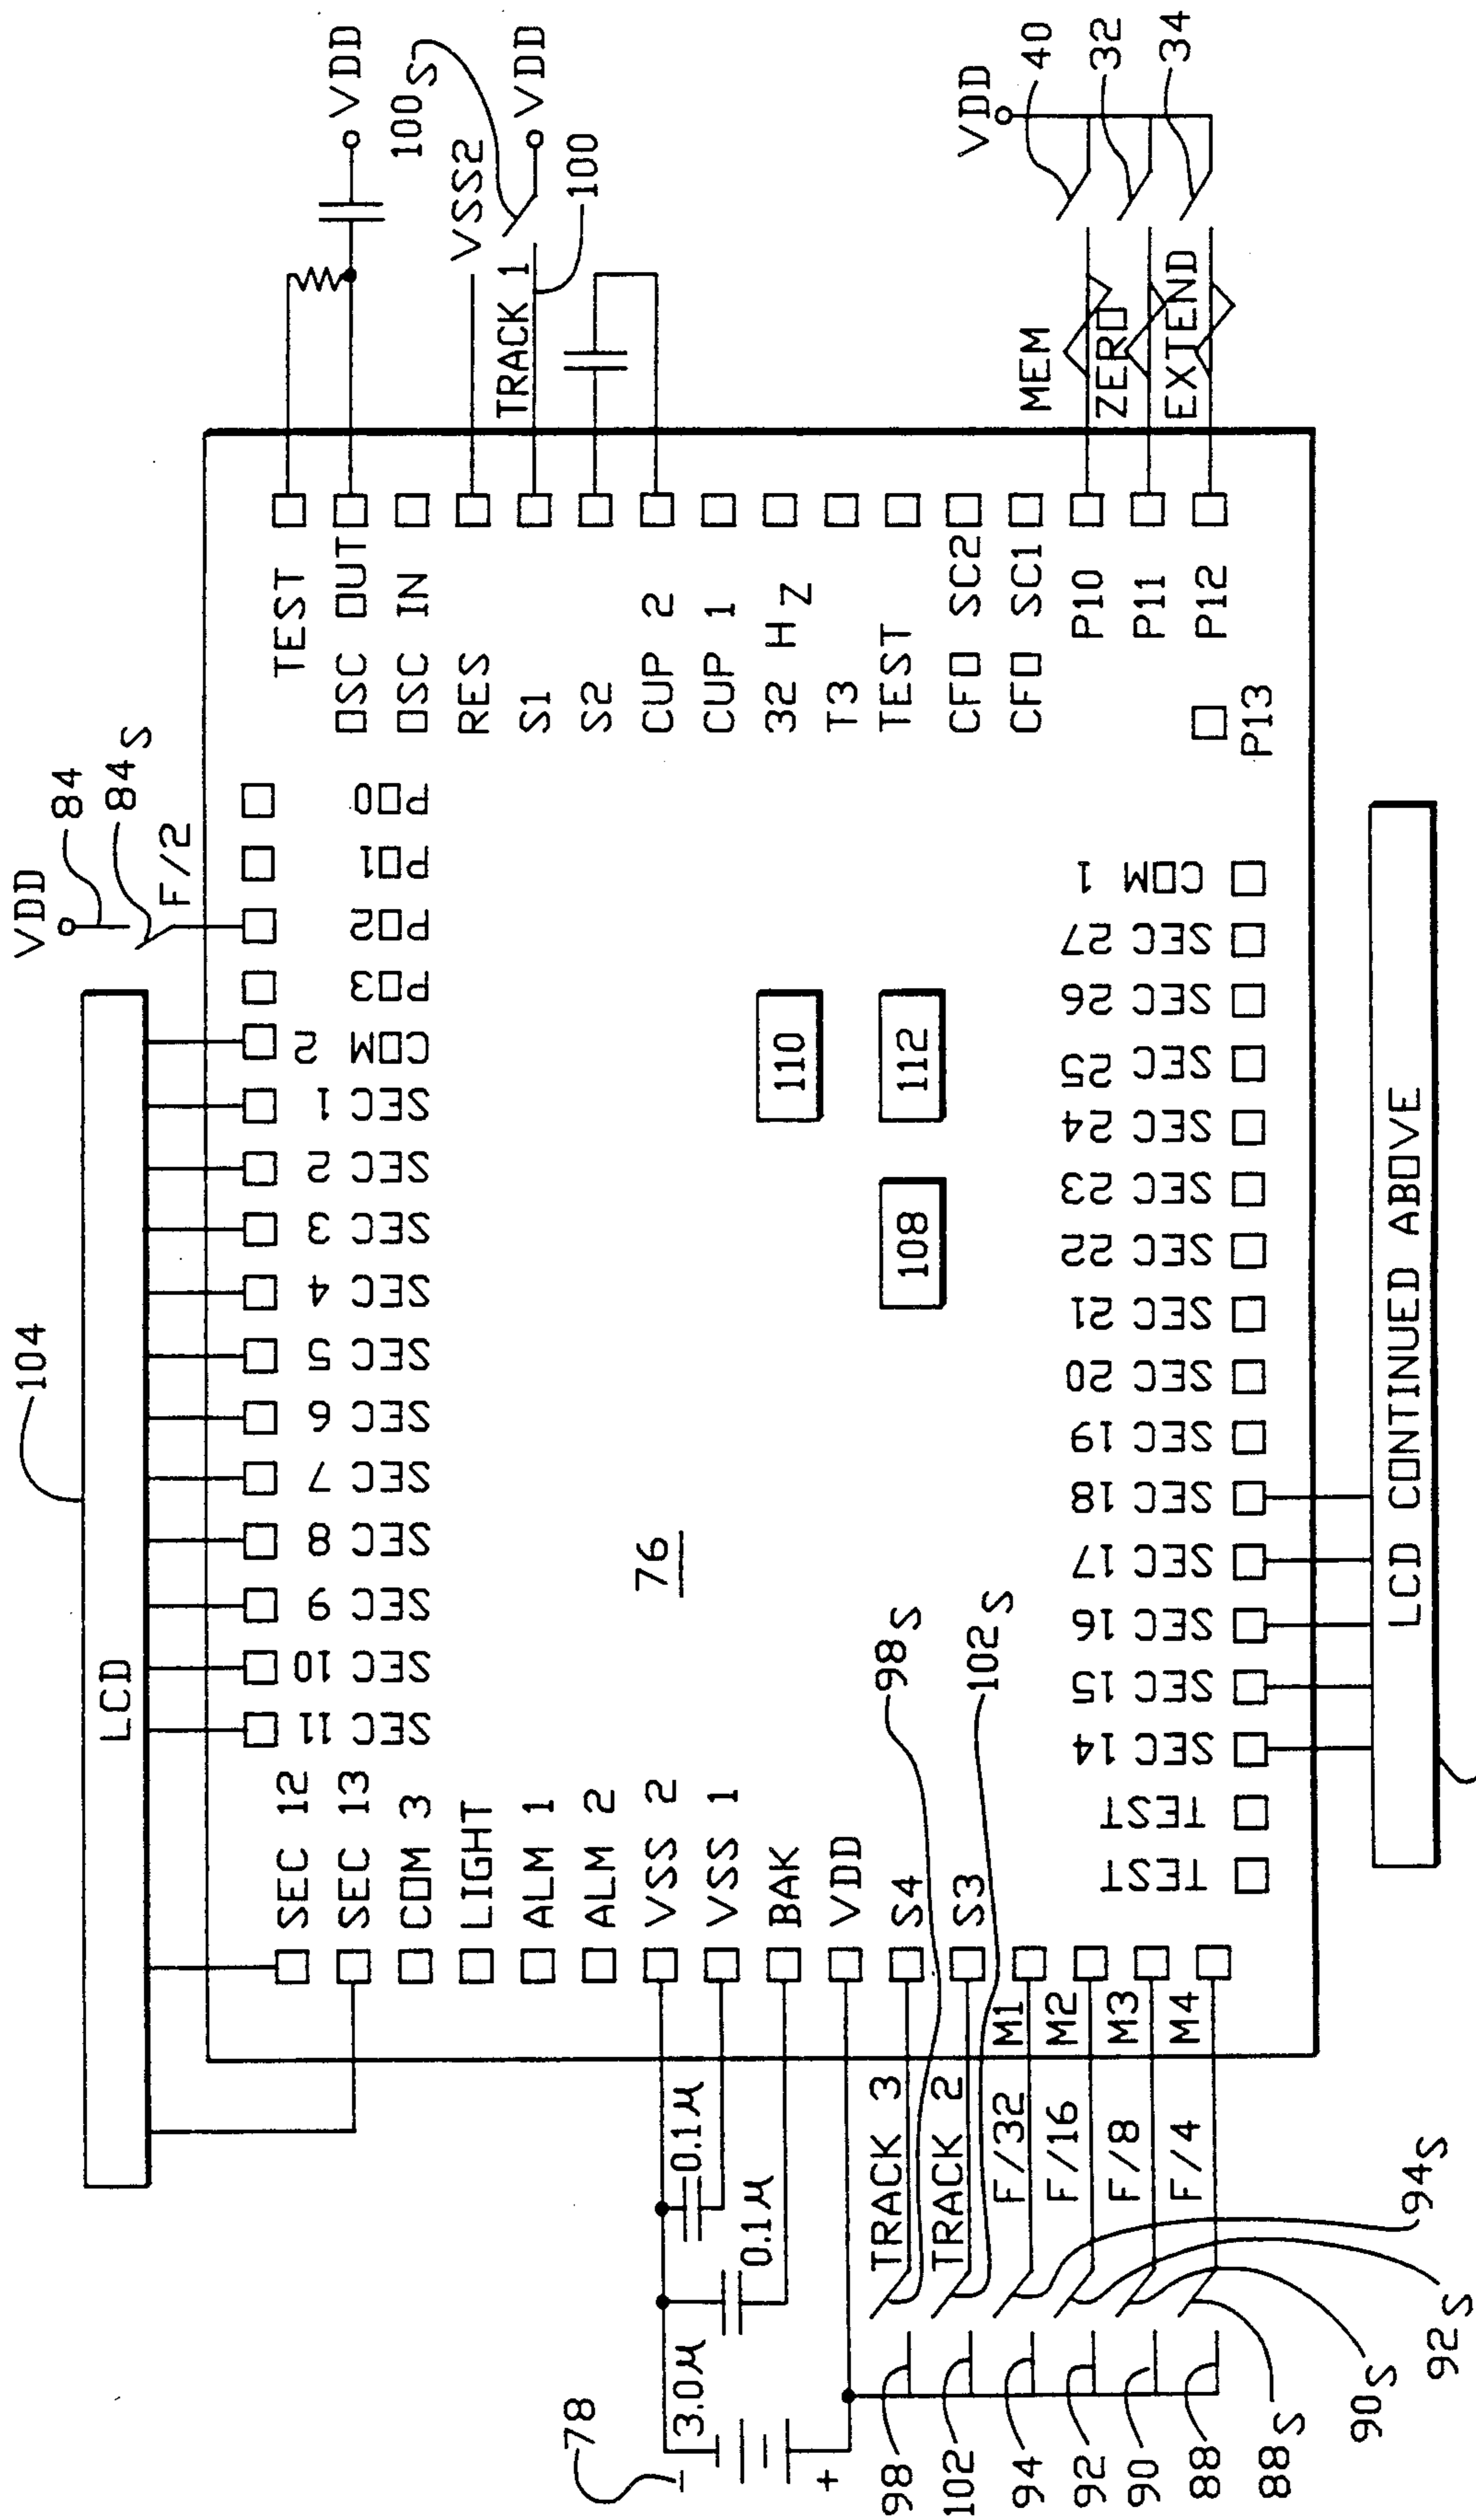 104
LCD
VDD
84
84S
F/2
SEC 11
SEC 10
SEC 9
SEC 8
SEC 7
SEC 6
SEC 5
SEC 4
SEC 3
SEC 2
SEC 1
COM 2
PO3
PO2
PO1
PO0
SEC 12
SEC 13
COM 3
LIGHT
ALM 1
ALM 2
VSS 2
VSS 1
BAK
VDD
S4
S3
M1
M2
M3
M4
TEST
OSC OUT
OSC IN
RES
S1
S2
CUP 2
CUP 1
32 HZ
T3
TEST
CFO SC2
CFO SC1
P10
P11
P12
P13
VDD
100S
VSS2
VDD
TRACK 1
100
VDD
40
32
34
MEM
ZERO
EXTEND
76
110
112
108
98S
102S
78
-
3.0μ
+
0.1μ
0.1μ
TRACK 3
TRACK 2
F/32
F/16
F/8
F/4
98
102
94
92
90
88
88S
90S
92S
94S
TEST
TEST
SEC 14
SEC 15
SEC 16
SEC 17
SEC 18
SEC 19
SEC 20
SEC 21
SEC 22
SEC 23
SEC 24
SEC 25
SEC 26
SEC 27
COM 1
LCD CONTINUED ABOVE